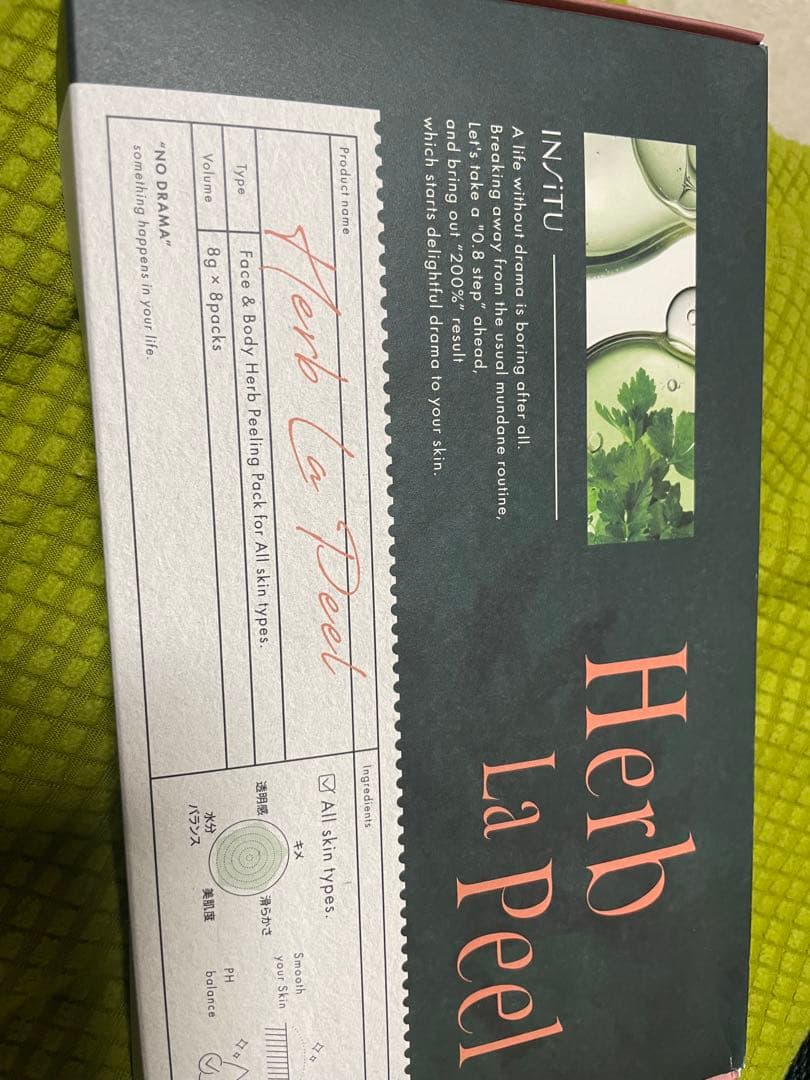 Herb
La Peel
INSiTU
A life without drama is boring after all.
Breaking away from the usual mundane routine,
Let's take a "0.8 step" ahead,
and bring out "200%" result
which starts delightful drama to your skin.
Product name
Herb La Peel
Type
Face & Body Herb Peeling Pack for All skin types.
Volume
8g × 8packs
"NO DRAMA"
something happens in your life.
Ingredients
All skin types.
キメ
透明感
滑らかさ
水分
バランス
美肌度
Smooth
your Skin
PH
balance